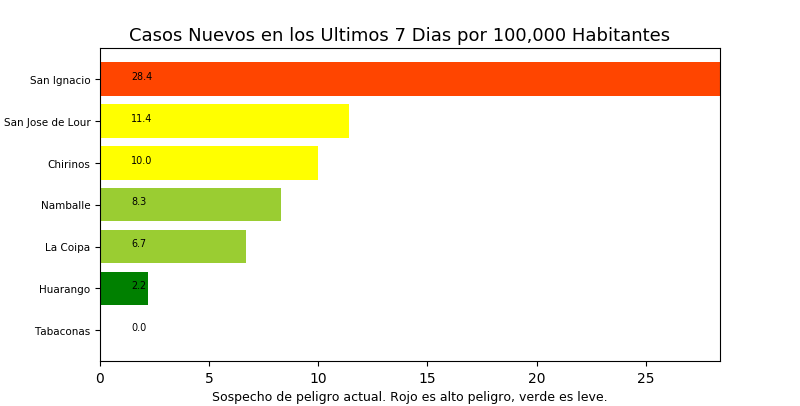 Casos Nuevos en los Ultimos 7 Dias por 100,000 Habitantes
San Ignacio 28.4
San Jose de Lour 11.4
Chirinos 10.0
Namballe 8.3
La Coipa 6.7
Huarango 2.2
Tabaconas 0.0
0 5 10 15 20 25
Sospecho de peligro actual. Rojo es alto peligro, verde es leve.